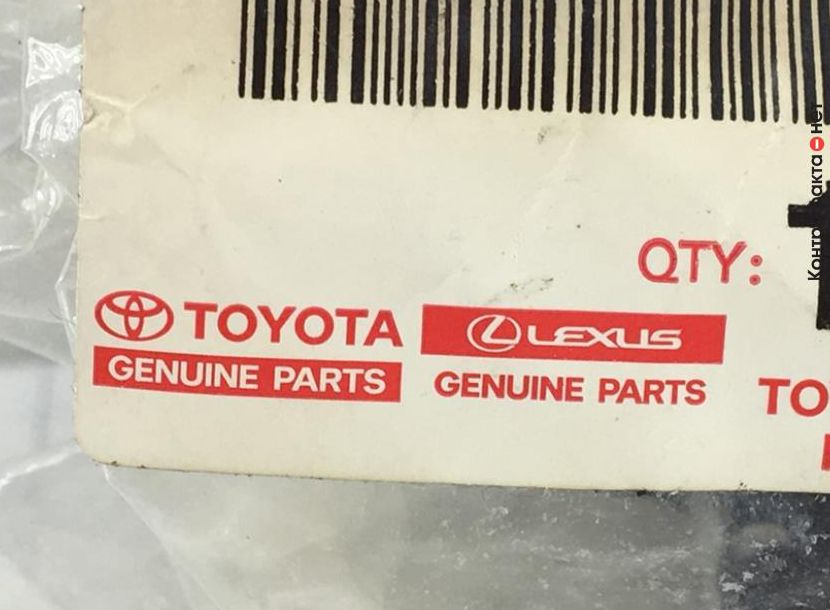 QTY:
TOYOTA
GENUINE PARTS
LEXUS
GENUINE PARTS
TO
Контрафакта нет